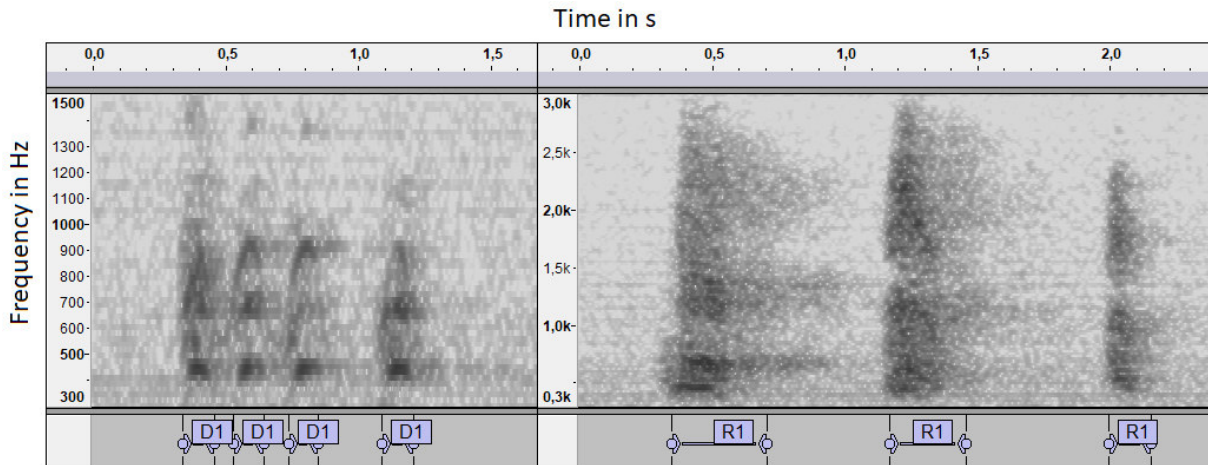 Time in s
0,0 0,5 1,0 1,5 0,0 0,5 1,0 1,5 2,0
Frequency in Hz
1500
1300
1100
1000
900
800
700
600
500
300
3,0k
2,5k
2,0k
1,5k
1,0k
0,3k
D1 D1 D1 D1 R1 R1 R1